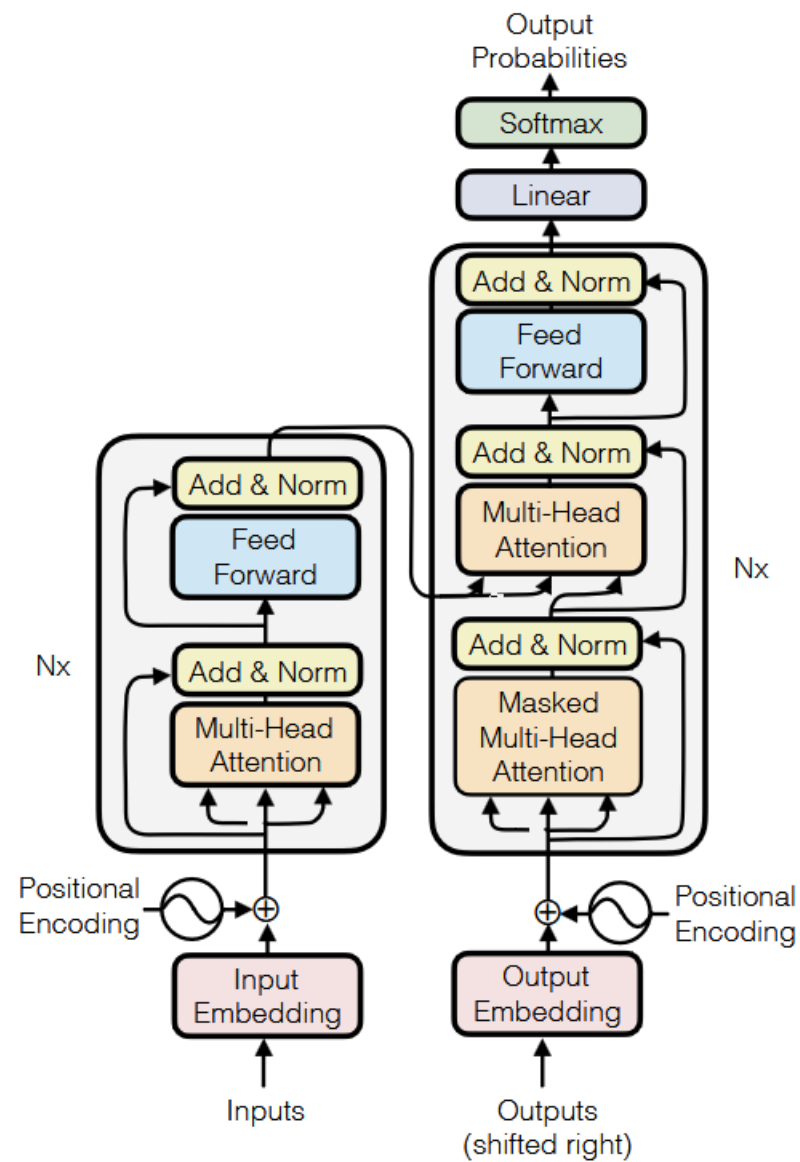 Output
Probabilities
Softmax
Linear
Add & Norm
Feed
Forward
Add & Norm
Multi-Head
Attention
Nx
Add & Norm
Masked
Multi-Head
Attention
Add & Norm
Feed
Forward
Nx
Add & Norm
Multi-Head
Attention
Positional
Encoding
Positional
Encoding
Input
Embedding
Output
Embedding
Inputs
Outputs
(shifted right)